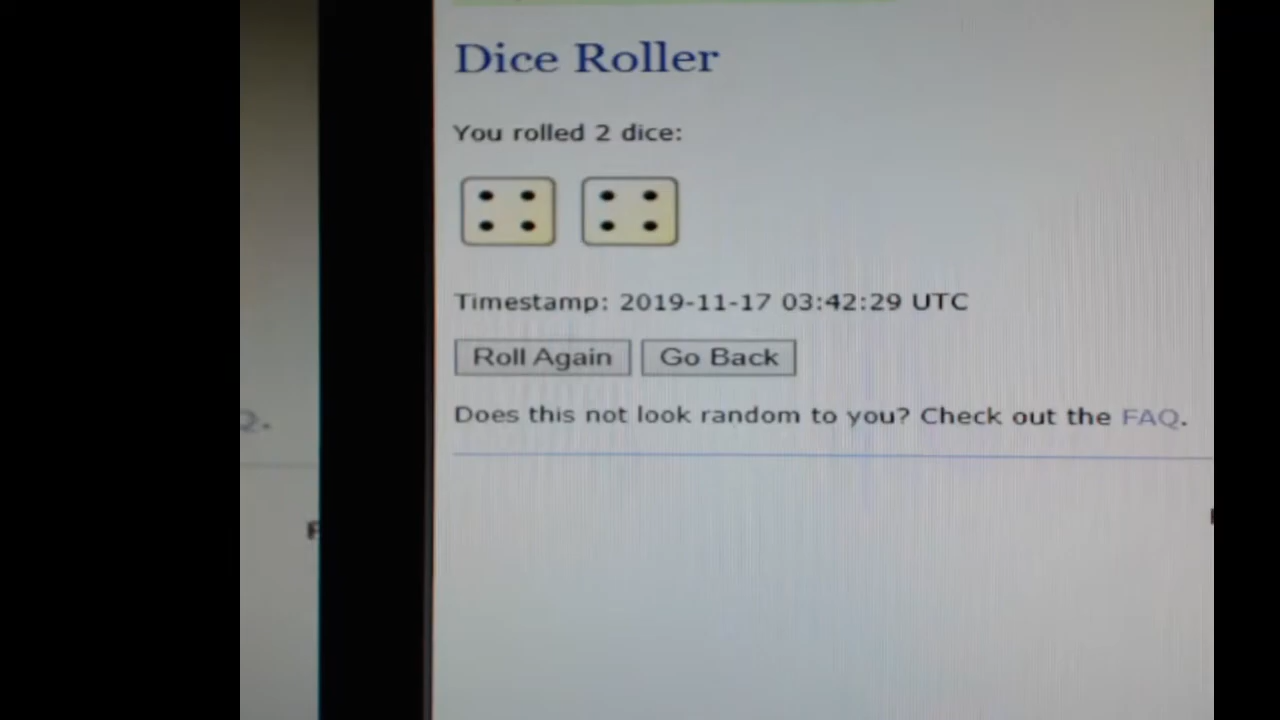 Dice Roller
You rolled 2 dice:
Timestamp: 2019-11-17 03:42:29 UTC
Roll Again Go Back
Does this not look random to you? Check out the FAQ.